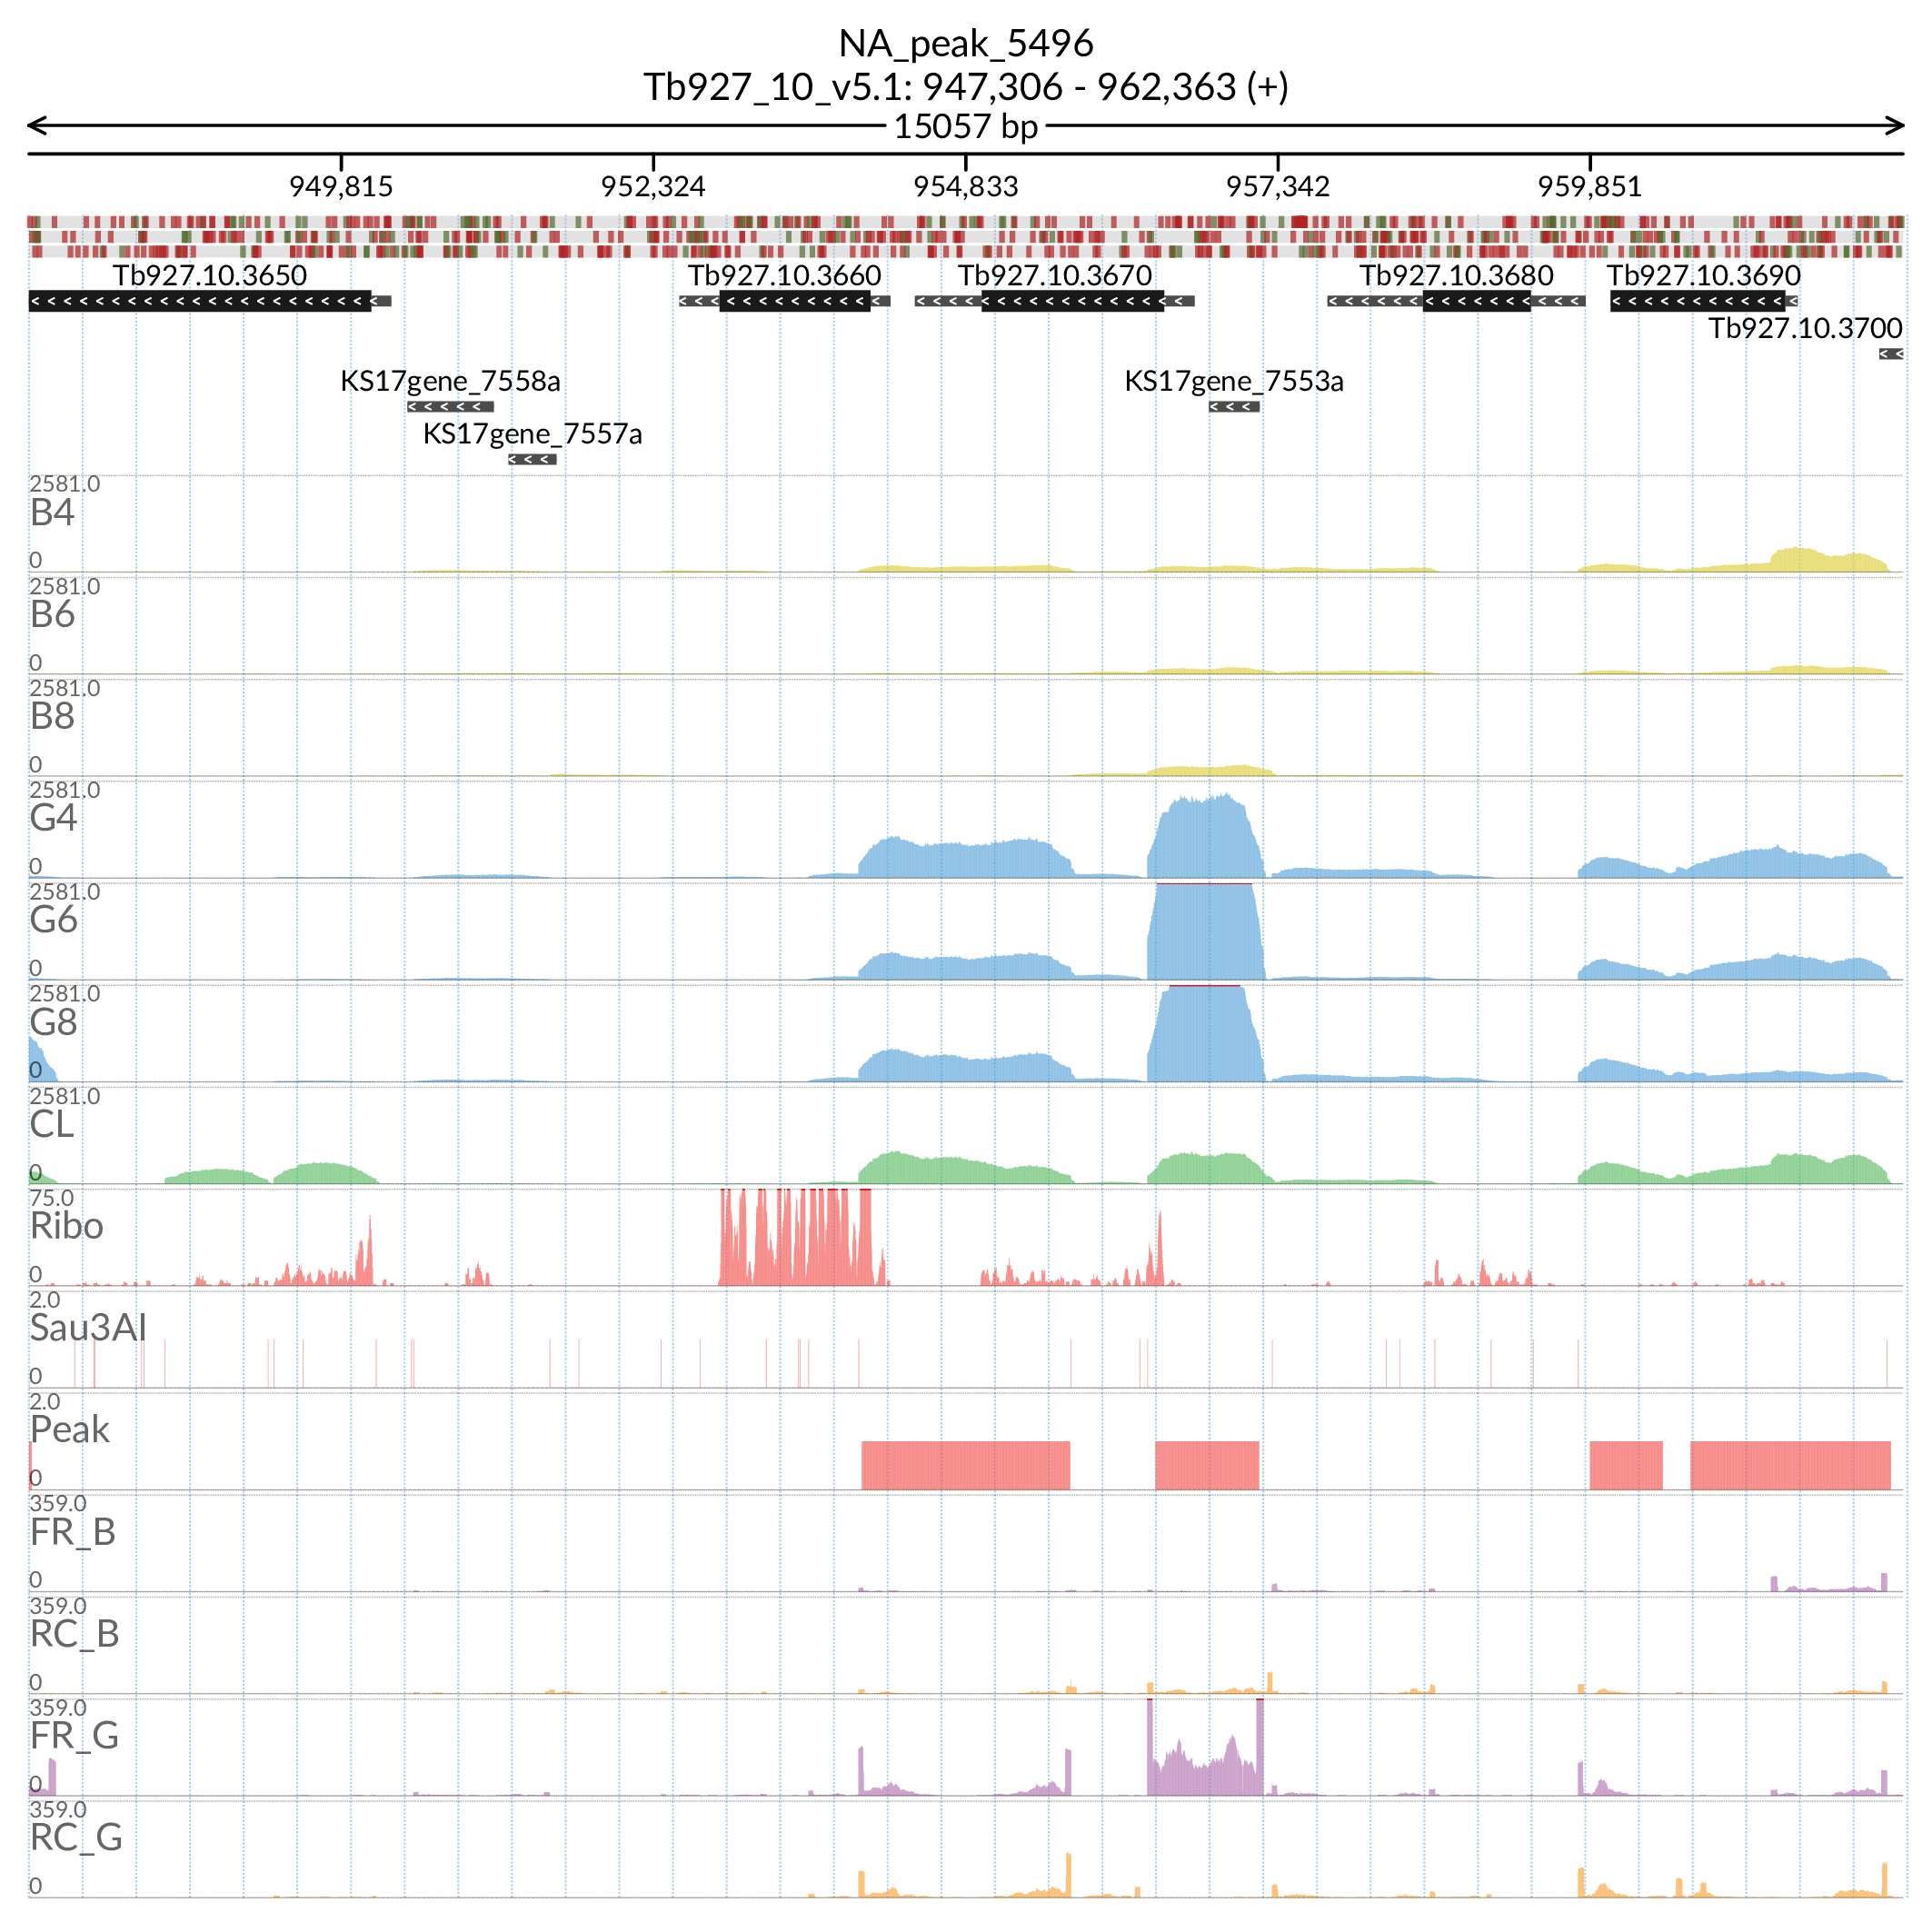 NA_peak_5496
Tb927_10_v5.1: 947,306 - 962,363 (+)
15057 bp
949,815 952,324 954,833 957,342 959,851
Tb927.10.3650 Tb927.10.3660 Tb927.10.3670 Tb927.10.3680 Tb927.10.3690
Tb927.10.3700
KS17gene_7558a KS17gene_7553a
KS17gene_7557a
2581.0
B4
0
2581.0
B6
0
2581.0
B8
0
2581.0
G4
0
2581.0
G6
0
2581.0
G8
0
2581.0
CL
0
75.0
Ribo
0
2.0
Sau3AI
0
2.0
Peak
0
359.0
FR_B
0
359.0
RC_B
0
359.0
FR_G
0
359.0
RC_G
0